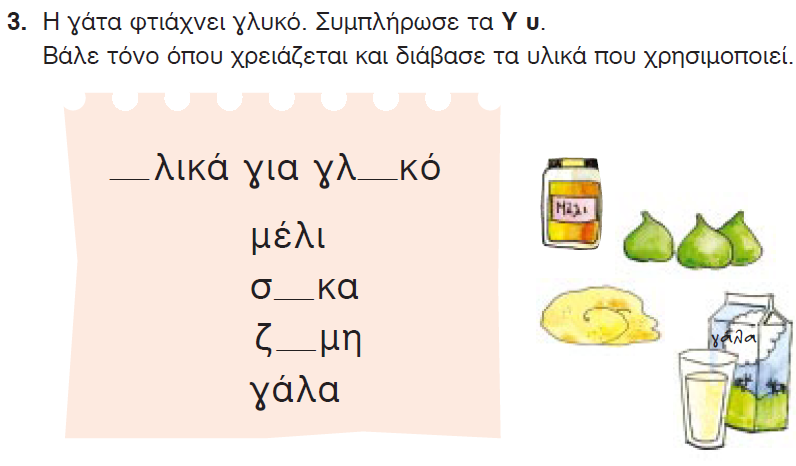 3. Η γάτα φτιάχνει γλυκό. Συμπλήρωσε τα Υ υ.
Βάλε τόνο όπου χρειάζεται και διάβασε τα υλικά που χρησιμοποιεί.
__λικά για γλ__κό
μέλι
σ__κα
ζ__μη
γάλα
Μέλι
γάλα